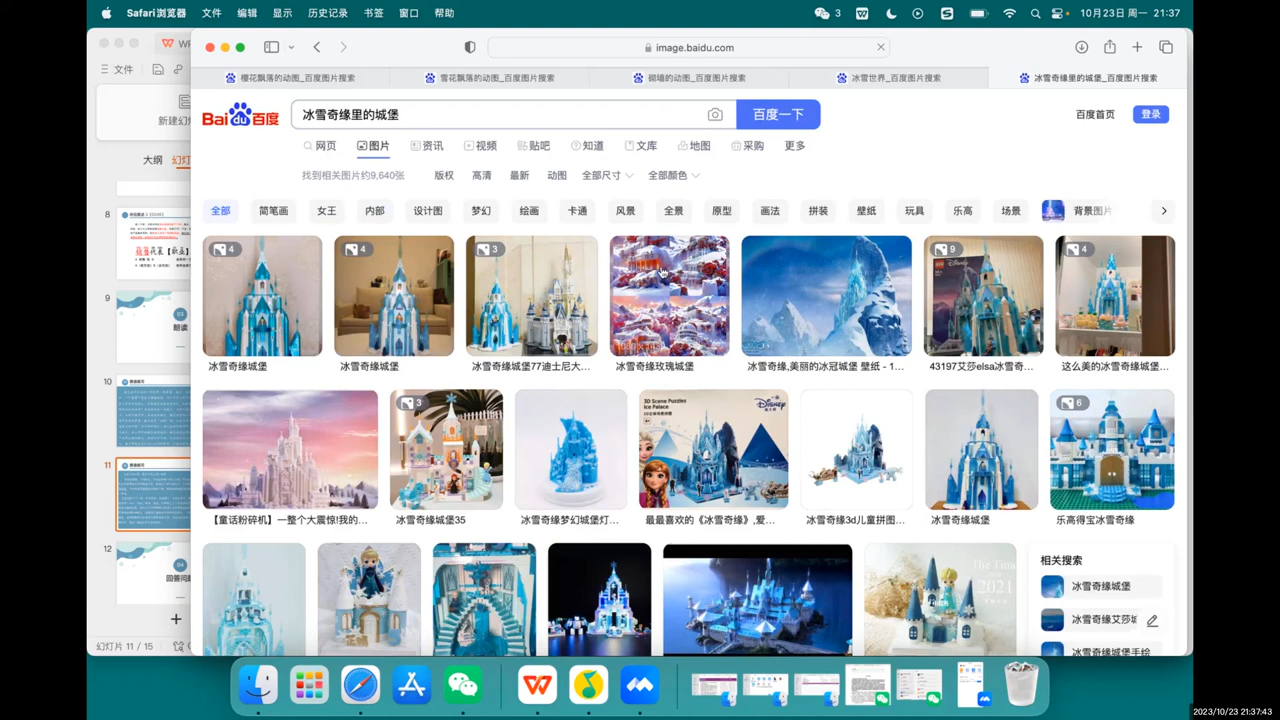 Safari浏览器 文件 编辑 显示 历史记录 书签 窗口 帮助 3 10月23日 周一 21:37
image.baidu.com
文件
樱花飘落的动图_百度图片搜索 雪花飘落的动图_百度图片搜索 砌墙的动图_百度图片搜索 冰雪世界_百度图片搜索 冰雪奇缘里的城堡_百度图片搜索
Bai du 百度 冰雪奇缘里的城堡 百度一下 百度首页 登录
网页 图片 资讯 视频 贴吧 知道 文库 地图 采购 更多
找到相关图片约9,640张 版权 高清 最新 动图 全部尺寸 全部颜色
大纲
全部 简笔画 女王 内部 设计图 梦幻 绘画 卡通 风景 全景 原型 画法 拼装 壁纸 玩具 乐高 场景 背景图片
4 4 3 9 4
冰雪奇缘城堡 冰雪奇缘城堡 冰雪奇缘城堡77迪士尼大... 冰雪奇缘玫瑰城堡 冰雪奇缘,美丽的冰冠城堡 壁纸 - 1... 43197艾莎elsa冰雪奇... 这么美的冰雪奇缘城堡...
3 6
3D Scene Puzzles
Ice Palace
Disney
【童话粉碎机】一整个大愿意!我的... 冰雪奇缘城堡35 冰雪奇缘梦幻城堡灯... 最最喜欢的《冰雪奇缘》,爱... 冰雪奇缘3d儿童拼图... 冰雪奇缘城堡 乐高得宝冰雪奇缘
2021
相关搜索
冰雪奇缘城堡
冰雪奇缘艾莎城
冰雪奇缘城堡手绘
8
9
03
朗读
10
11
12
04
幻灯片 11 / 15
2023/10/23 21:37:43